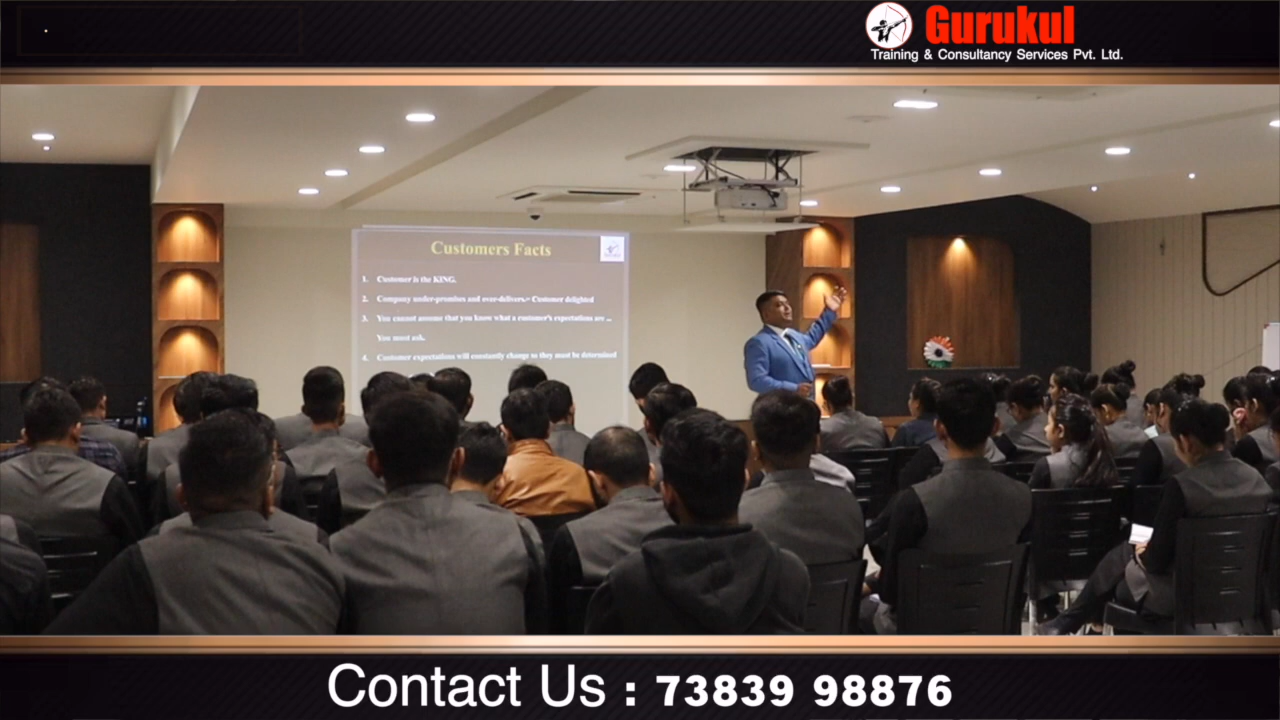 Gurukul
Training & Consultancy Services Pvt. Ltd.
Customers Facts
1. Customer is the KING.
2. Company under-promises and over-delivers.= Customer delighted
3. You cannot assume that you know what a customer's expectations are ...
You must ask.
4. Customer expectations will constantly change so they must be determined
Contact Us : 73839 98876